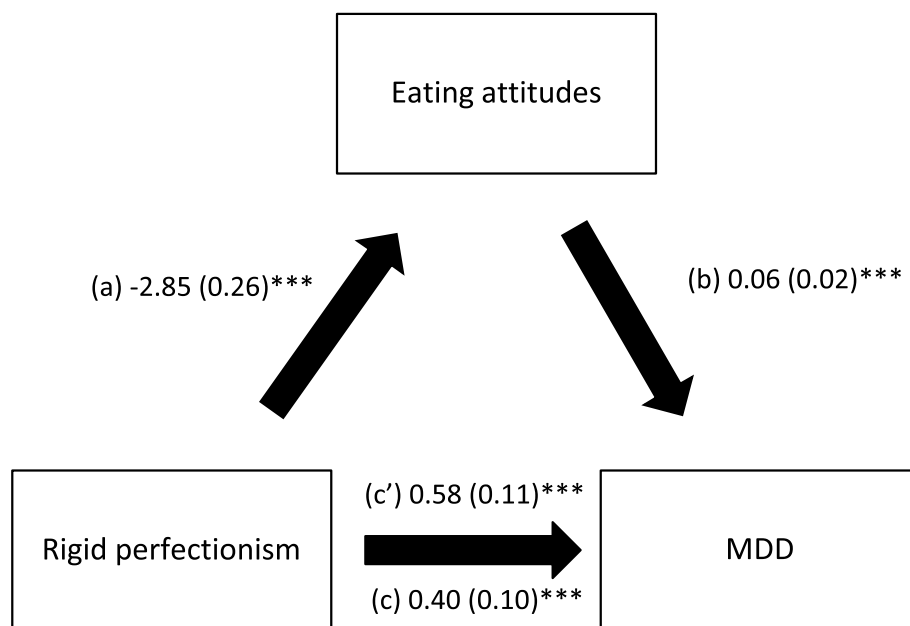 Eating attitudes
(a) -2.85 (0.26)***
(b) 0.06 (0.02)***
(c’) 0.58 (0.11)***
Rigid perfectionism
MDD
(c) 0.40 (0.10)***